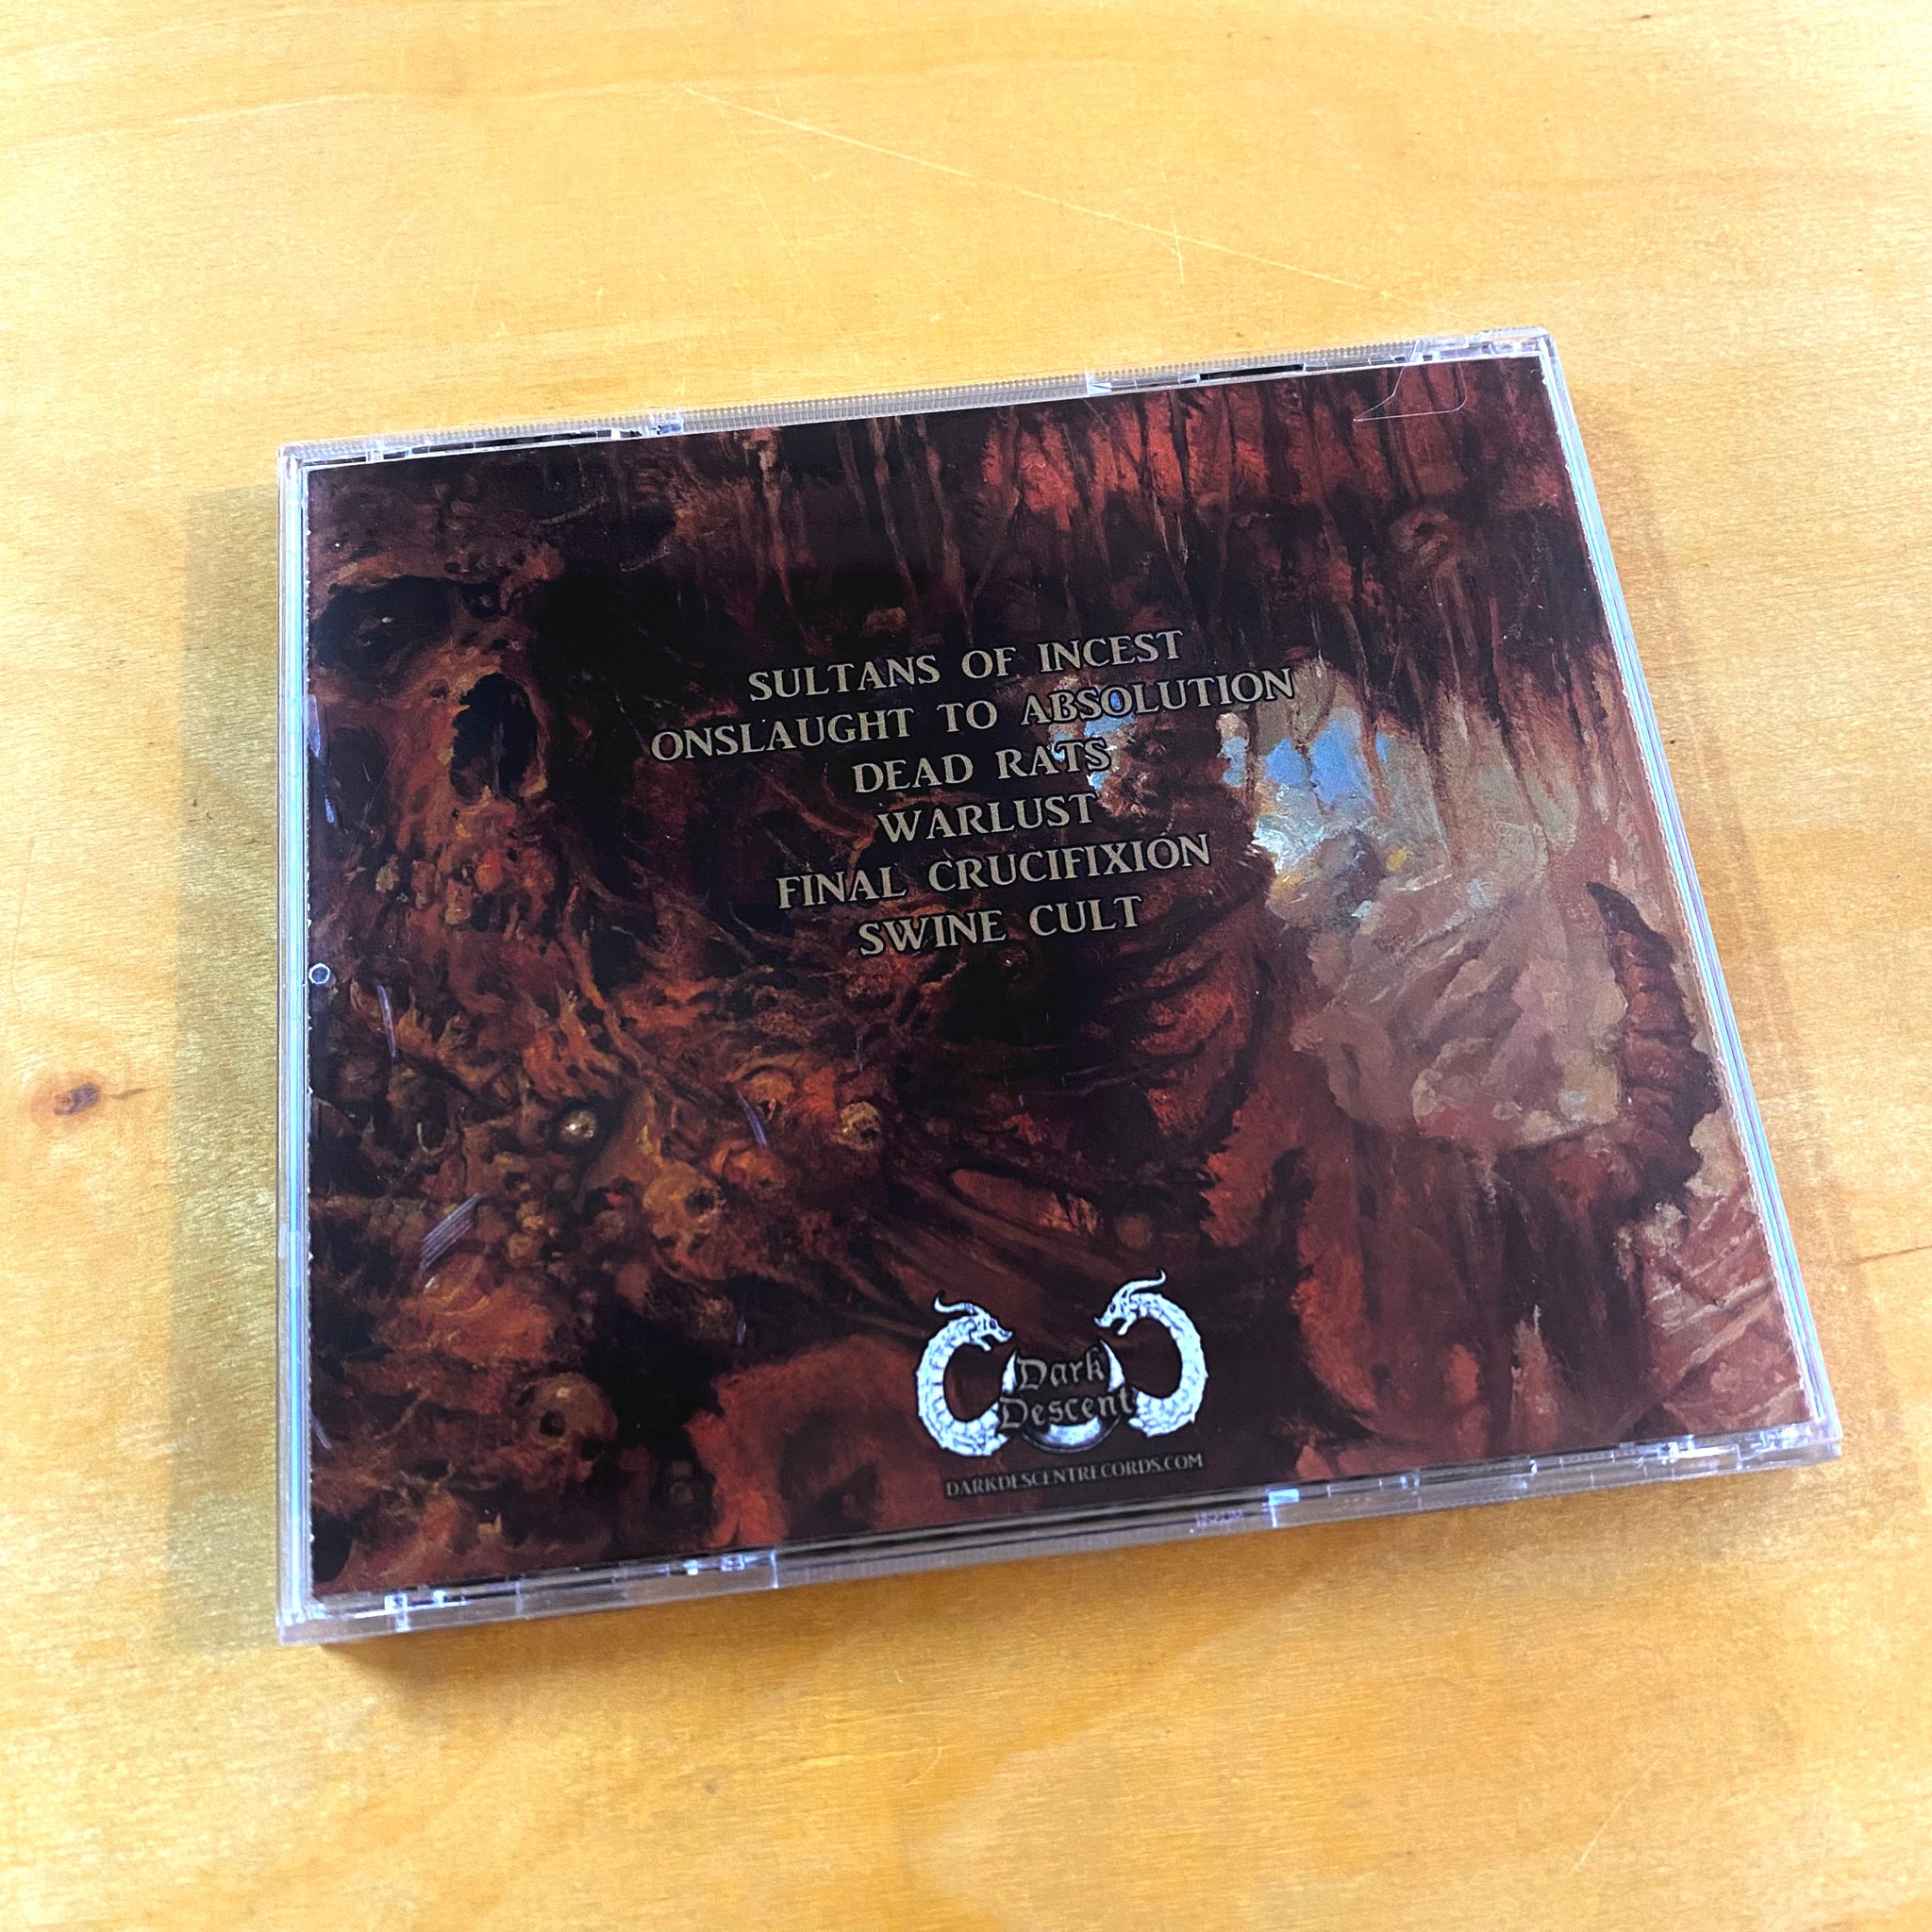 SULTANS OF INCEST
ONSLAUGHT TO ABSOLUTION
DEAD RATS
WARLUST
FINAL CRUCIFIXION
SWINE CULT
Dark
Descent
DARKDESCENTRECORDS.COM